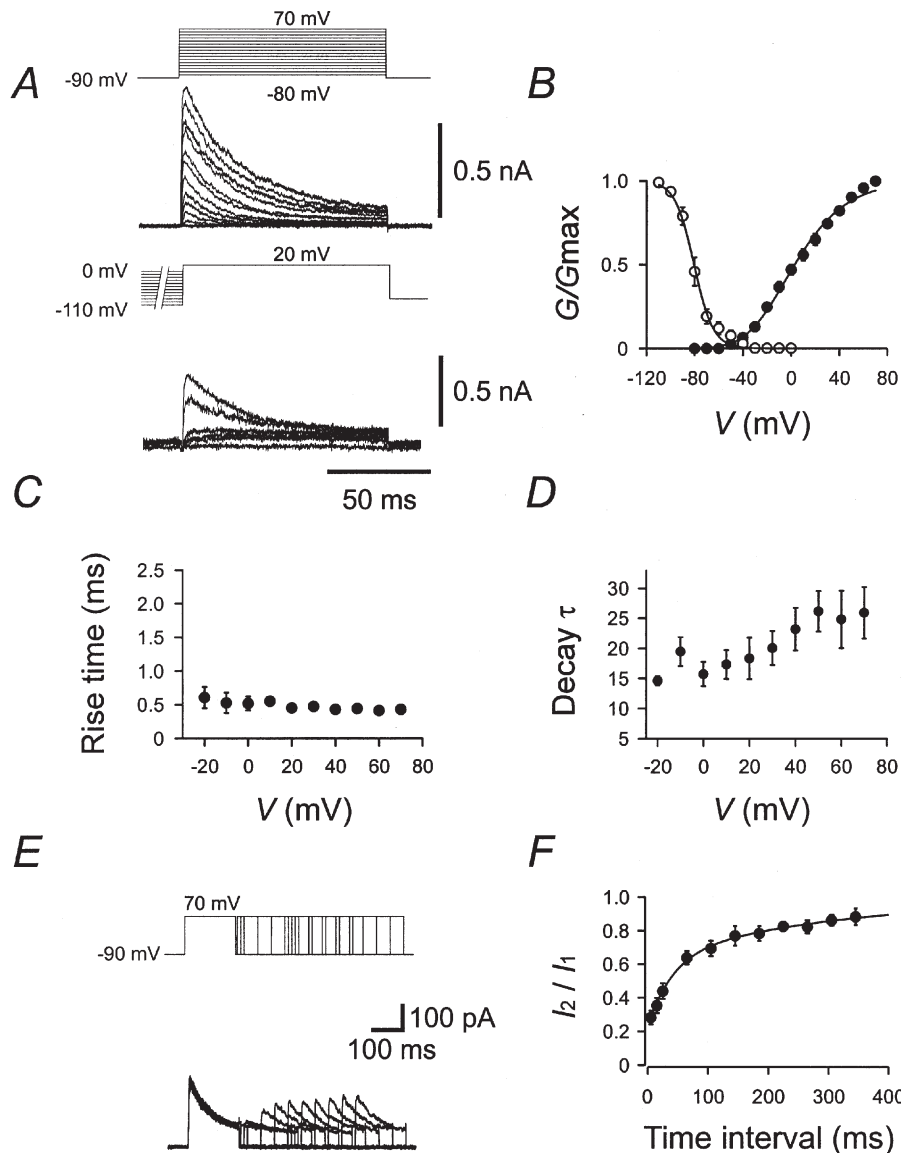 A
70 mV
-90 mV
-80 mV
0.5 nA
20 mV
0 mV
-110 mV
0.5 nA
50 ms
B
G/Gmax
1.0
0.5
0
-120 -80 -40 0 40 80
V (mV)
C
Rise time (ms)
2.5
2.0
1.5
1.0
0.5
0
-20 0 20 40 60 80
V (mV)
D
Decay τ
30
25
20
15
10
5
-20 0 20 40 60 80
V (mV)
E
70 mV
-90 mV
100 pA
100 ms
F
I2 / I1
1.0
0.8
0.6
0.4
0.2
0
0 100 200 300 400
Time interval (ms)